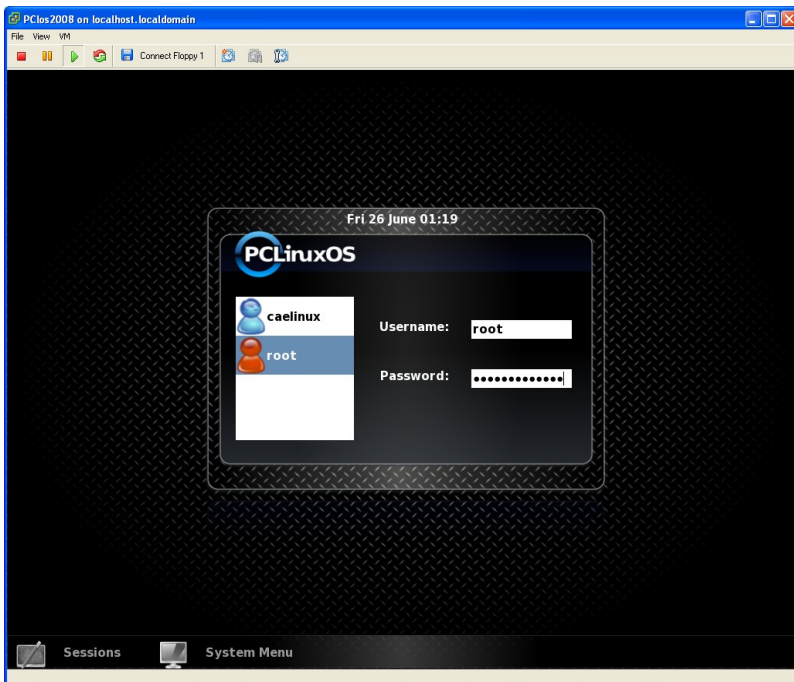 PClos2008 on localhost.localdomain
File View VM
Connect Floppy 1
Fri 26 June 01:19
PCLinuxOS
caelinux
root
Username: root
Password: •••••••••••••
Sessions
System Menu